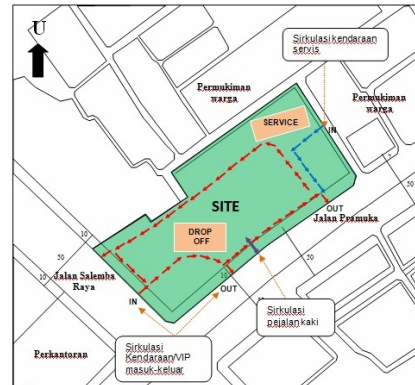 U
Sirkulasi kendaraan
servis
Permukiman
warga
Permukiman
warga
SERVICE
IN
SITE
OUT
Jalan Pramuka
DROP
OFF
10
50
10
50
10
Jalan Salemba
Raya
IN
OUT
Perkantoran
Sirkulasi
Kendaraan/VIP
masuk-keluar
Sirkulasi
pejalan kaki